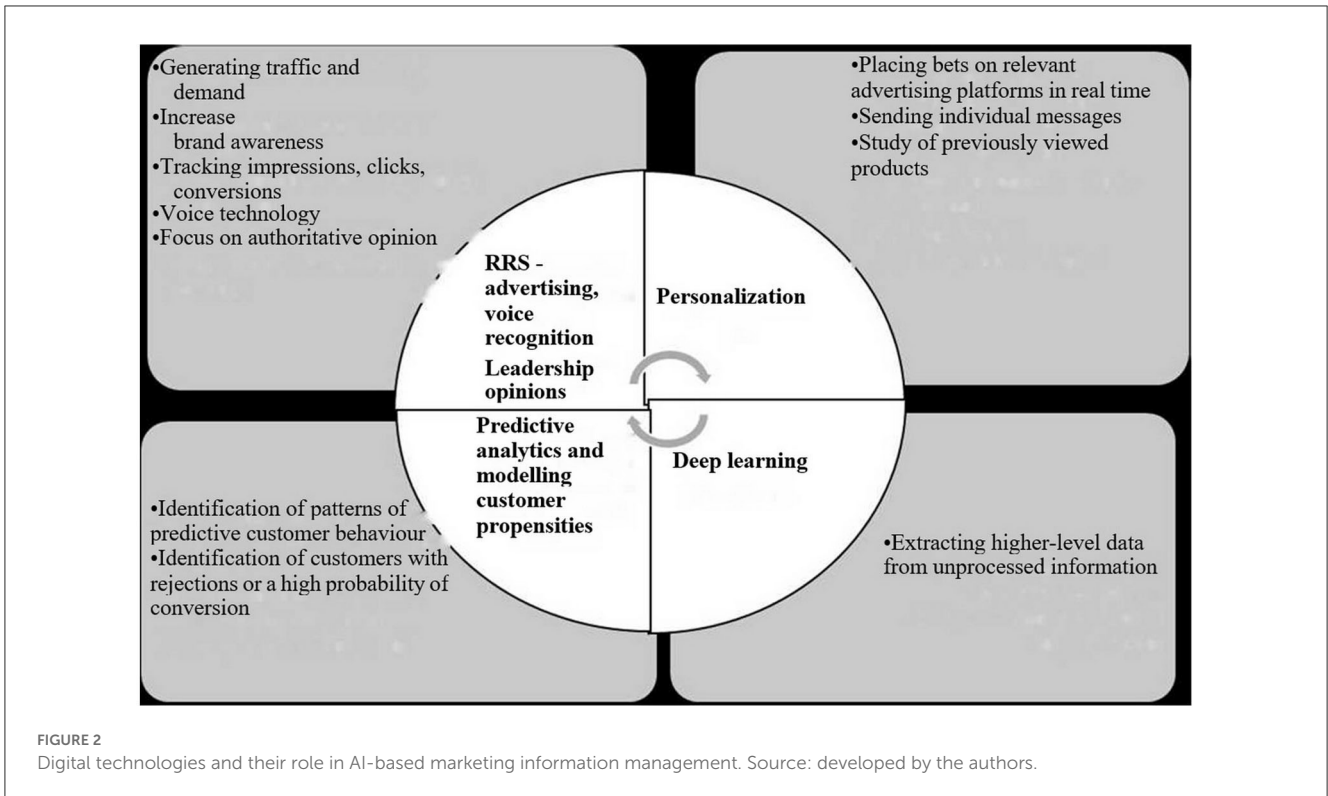 •Generating traffic and
demand
•Increase
brand awareness
•Tracking impressions, clicks,
conversions
•Voice technology
•Focus on authoritative opinion
•Placing bets on relevant
advertising platforms in real time
•Sending individual messages
•Study of previously viewed
products
RRS -
advertising,
voice
recognition
Leadership
opinions
Personalization
Predictive
analytics and
modelling
customer
propensities
Deep learning
•Identification of patterns of
predictive customer behaviour
•Identification of customers with
rejections or a high probability of
conversion
•Extracting higher-level data
from unprocessed information
FIGURE 2
Digital technologies and their role in AI-based marketing information management. Source: developed by the authors.